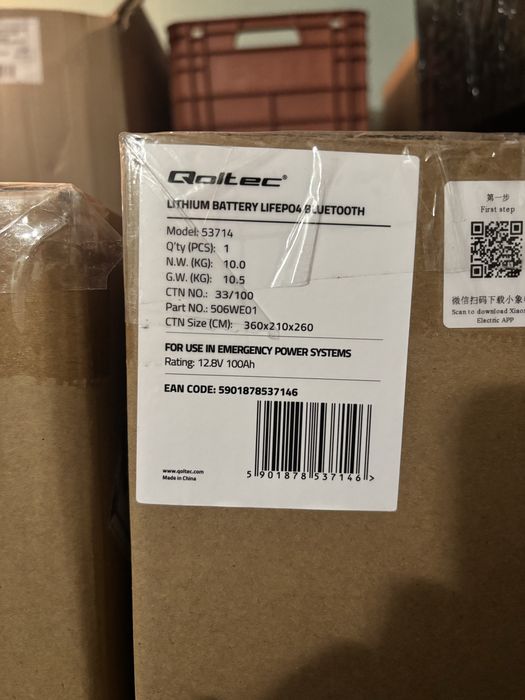 Qoltec®
LITHIUM BATTERY LIFEPO4 BLUETOOTH
Model: 53714
Q'ty (PCS): 1
N.W. (KG): 10.0
G.W. (KG): 10.5
CTN NO.: 33/100
Part NO.: 506WE01
CTN Size (CM): 360x210x260
FOR USE IN EMERGENCY POWER SYSTEMS
Rating: 12.8V 100Ah
EAN CODE: 5901878537146
5 901878 537146 >
www.qoltec.com
Made in China
第一步
First step
微信扫码下载小象
Scan to download
Electric APP